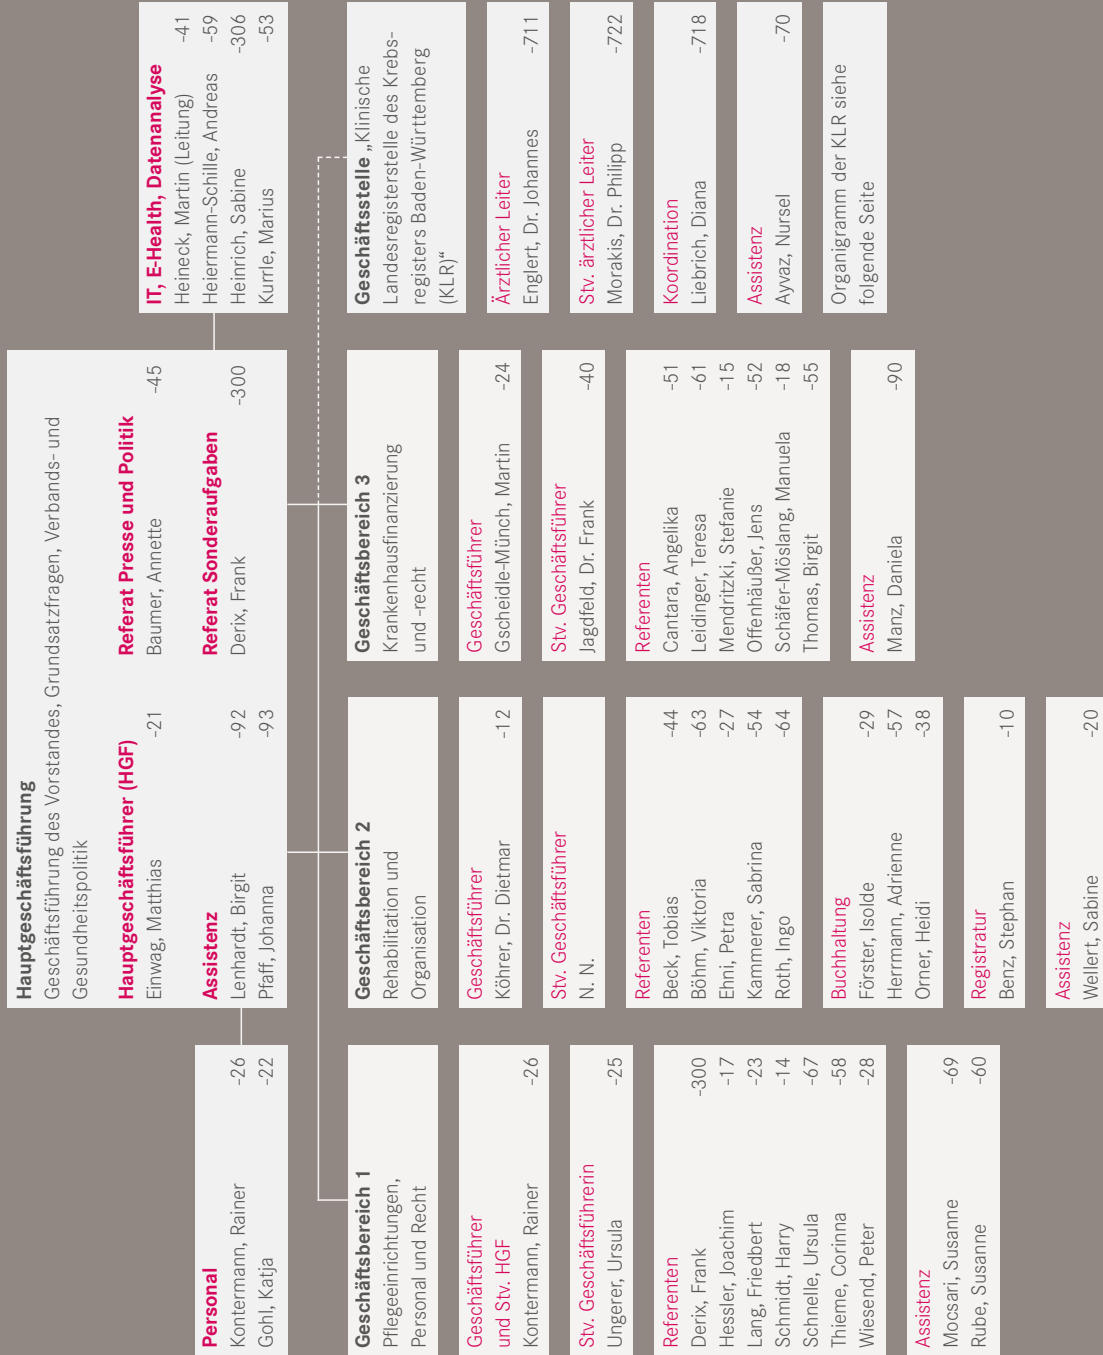 Hauptgeschäftsführung
Geschäftsführung des Vorstandes, Grundsatzfragen, Verbands- und
Gesundheitspolitik
Hauptgeschäftsführer (HGF)
Einwag, Matthias -21
Assistenz
Lenhardt, Birgit -92
Pfaff, Johanna -93
Referat Presse und Politik
Baumer, Annette -45
Referat Sonderaufgaben
Derix, Frank -300
Personal
Kontermann, Rainer -26
Gohl, Katja -22
IT, E-Health, Datenanalyse
Heineck, Martin (Leitung) -41
Heiermann-Schille, Andreas -59
Heinrich, Sabine -306
Kurrle, Marius -53
Geschäftsbereich 1
Pflegeeinrichtungen,
Personal und Recht
Geschäftsführer
und Stv. HGF
Kontermann, Rainer -26
Stv. Geschäftsführerin
Ungerer, Ursula -25
Referenten
Derix, Frank -300
Hessler, Joachim -17
Lang, Friedbert -23
Schmidt, Harry -14
Schnelle, Ursula -67
Thieme, Corinna -58
Wiesend, Peter -28
Assistenz
Mocsari, Susanne -69
Rube, Susanne -60
Geschäftsbereich 2
Rehabilitation und
Organisation
Geschäftsführer
Köhrer, Dr. Dietmar -12
Stv. Geschäftsführer
N. N.
Referenten
Beck, Tobias -44
Böhm, Viktoria -63
Ehni, Petra -27
Kammerer, Sabrina -54
Roth, Ingo -64
Buchhaltung
Förster, Isolde -29
Herrmann, Adrienne -57
Orner, Heidi -38
Registratur
Benz, Stephan -10
Assistenz
Wellert, Sabine -20
Geschäftsbereich 3
Krankenhausfinanzierung
und -recht
Geschäftsführer
Gscheidle-Münch, Martin -24
Stv. Geschäftsführer
Jagdfeld, Dr. Frank -40
Referenten
Cantara, Angelika -51
Leidinger, Teresa -61
Mendritzki, Stefanie -15
Offenhäußer, Jens -52
Schäfer-Möslang, Manuela -18
Thomas, Birgit -55
Assistenz
Manz, Daniela -90
Geschäftsstelle „Klinische
Landesregisterstelle des Krebs-
registers Baden-Württemberg
(KLR)“
Ärztlicher Leiter
Englert, Dr. Johannes -711
Stv. ärztlicher Leiter
Morakis, Dr. Philipp -722
Koordination
Liebrich, Diana -718
Assistenz
Ayvaz, Nursel -70
Organigramm der KLR siehe
folgende Seite